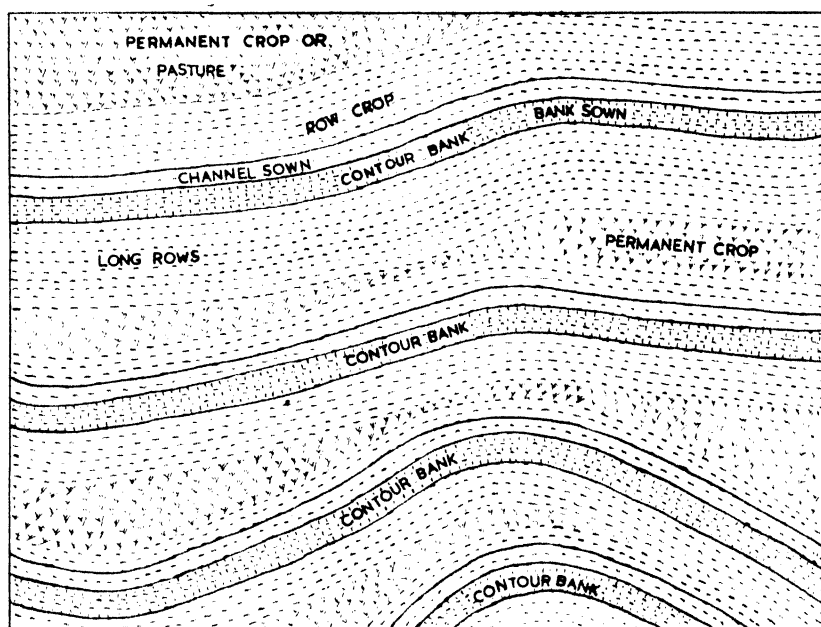 PERMANENT CROP OR
PASTURE
ROW CROP
BANK SOWN
CHANNEL SOWN
CONTOUR BANK
LONG ROWS
PERMANENT CROP
CONTOUR BANK
CONTOUR BANK
CONTOUR BANK